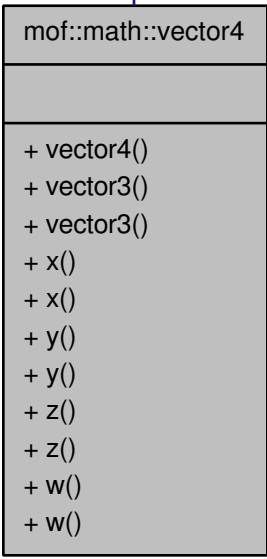 mof::math::vector4
+ vector4()
+ vector3()
+ vector3()
+ x()
+ x()
+ y()
+ y()
+ z()
+ z()
+ w()
+ w()